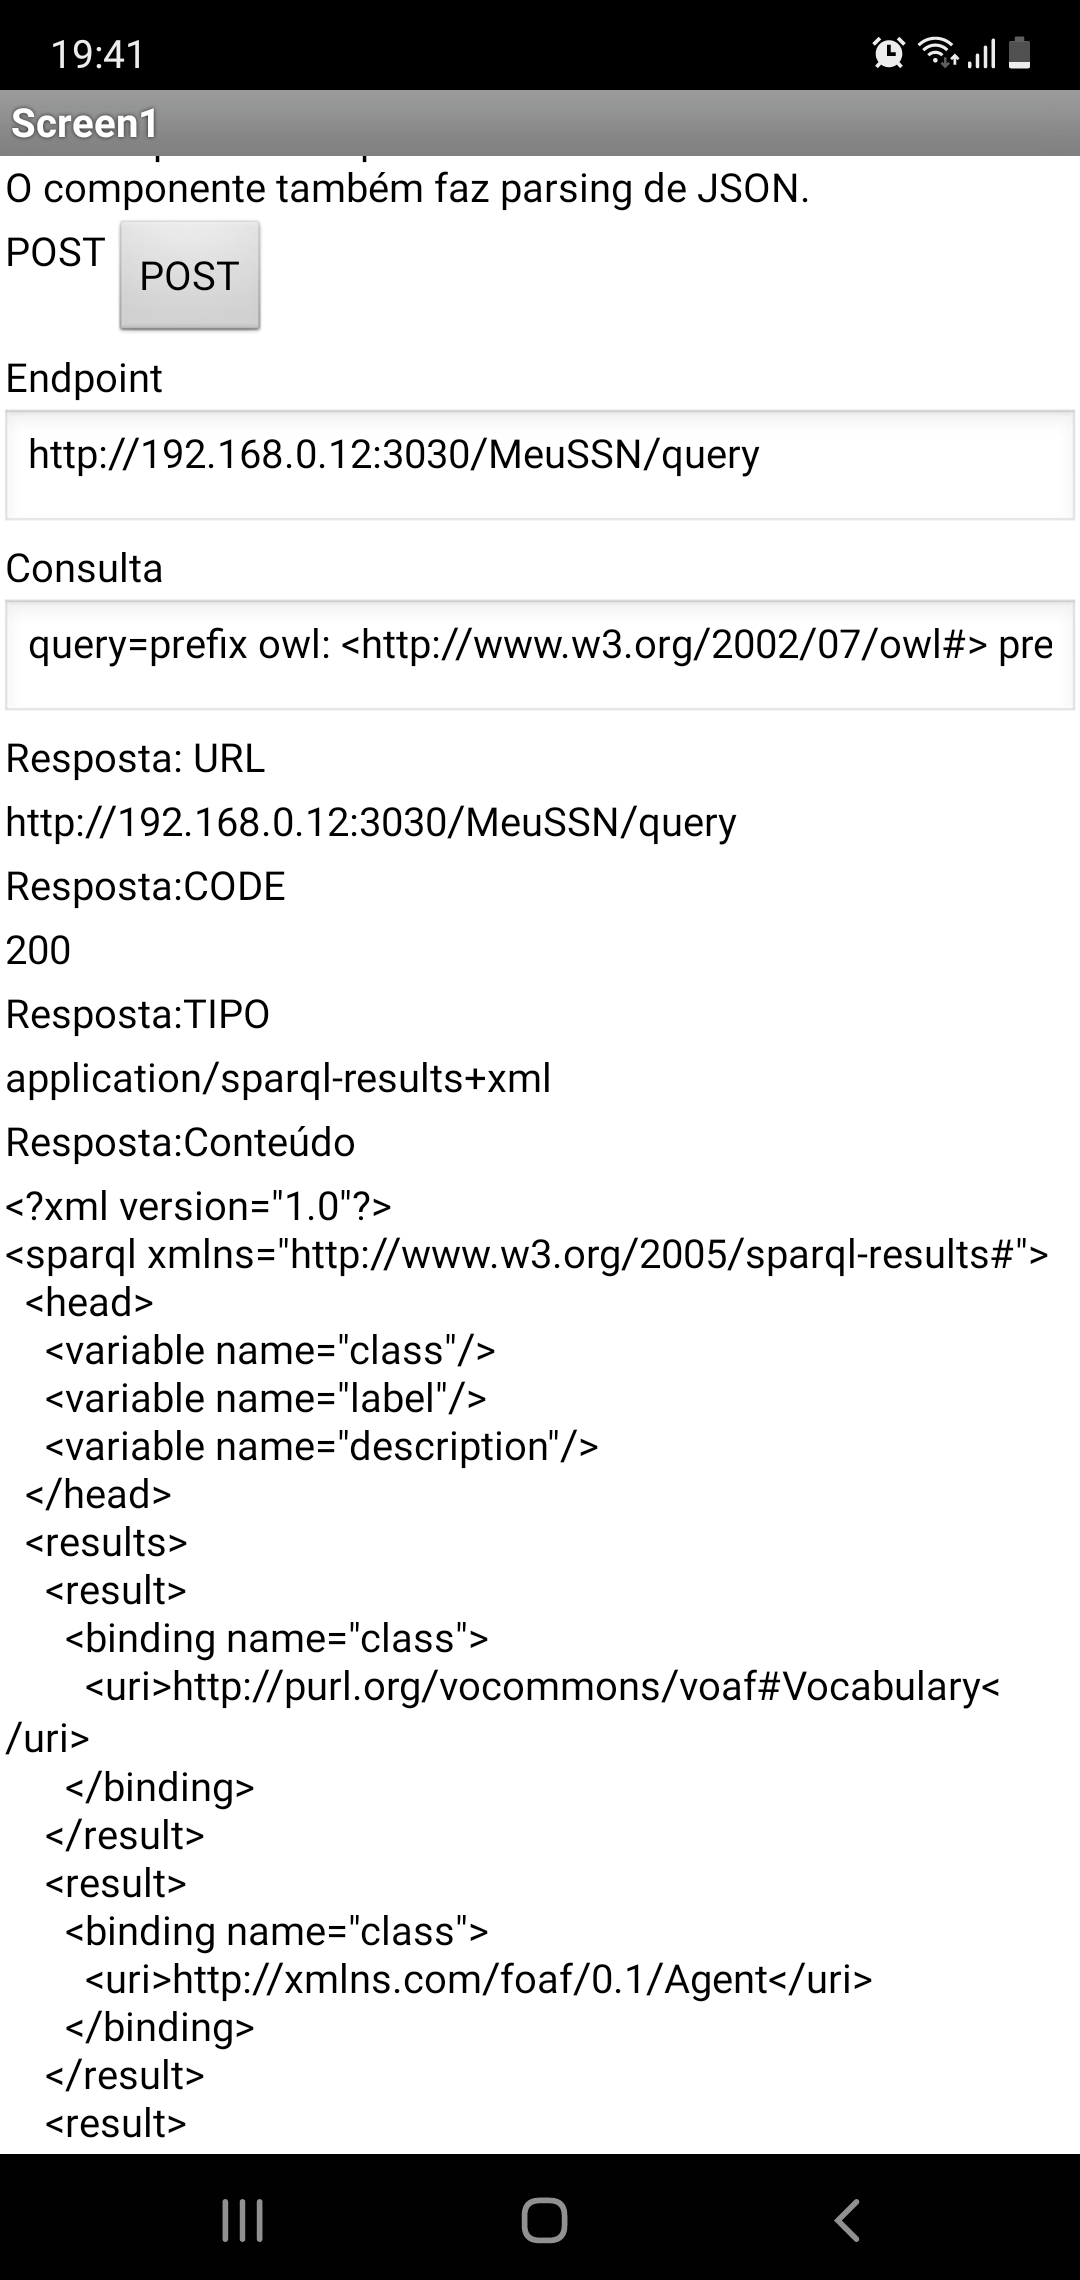 19:41
Screen1
O componente também faz parsing de JSON.
POST
POST
Endpoint
http://192.168.0.12:3030/MeuSSN/query
Consulta
query=prefix owl: <http://www.w3.org/2002/07/owl#> pre
Resposta: URL
http://192.168.0.12:3030/MeuSSN/query
Resposta:CODE
200
Resposta:TIPO
application/sparql-results+xml
Resposta:Conteúdo
<?xml version="1.0"?>
<sparql xmlns="http://www.w3.org/2005/sparql-results#">
<head>
<variable name="class"/>
<variable name="label"/>
<variable name="description"/>
</head>
<results>
<result>
<binding name="class">
<uri>http://purl.org/vocommons/voaf#Vocabulary<
/uri>
</binding>
</result>
<result>
<binding name="class">
<uri>http://xmlns.com/foaf/0.1/Agent</uri>
</binding>
</result>
<result>